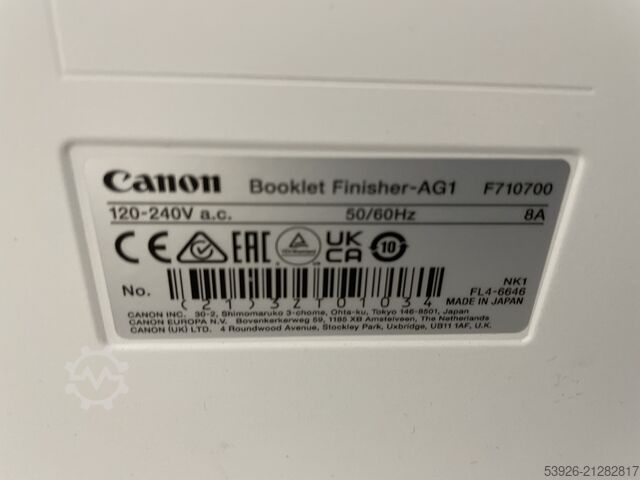 Canon Booklet Finisher-AG1 F710700
120-240V a.c. 50/60Hz 8A
CE EAC UK CA 10
No. (21)3ZT01034
NK1
FL4-6646
MADE IN JAPAN
CANON INC. 30-2, Shimomaruko 3-chome, Ohta-ku, Tokyo 146-8501, Japan
CANON EUROPA N.V. Bovenkerkerweg 59, 1185 XB Amstelveen, The Netherlands
CANON (UK) LTD. 4 Roundwood Avenue, Stockley Park, Uxbridge, UB11 1AF, U.K.
53926-21282817